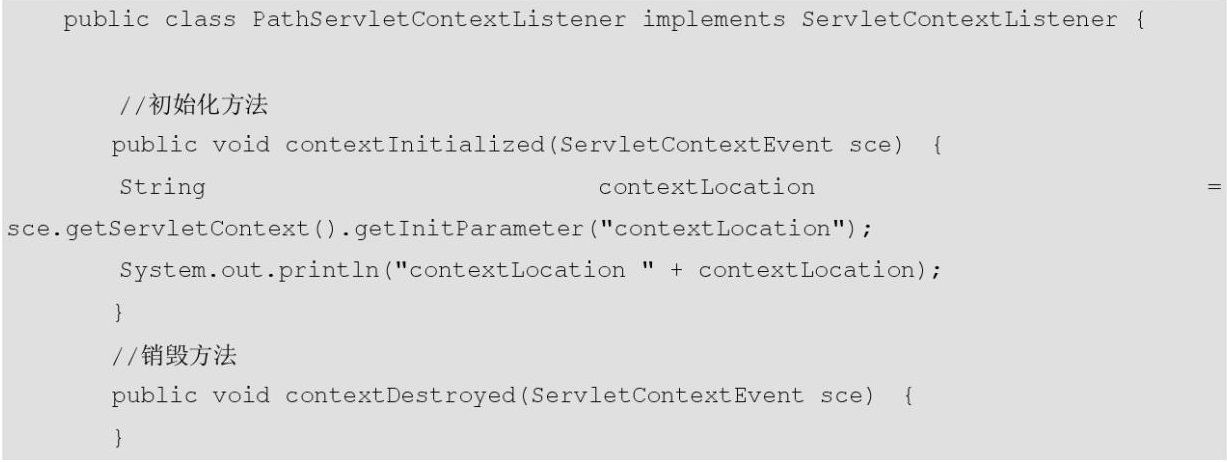 public class PathServletContextListener implements ServletContextListener {
//初始化方法
public void contextInitialized(ServletContextEvent sce) {
String contextLocation =
sce.getServletContext().getInitParameter("contextLocation");
System.out.println("contextLocation " + contextLocation);
}
//销毁方法
public void contextDestroyed(ServletContextEvent sce) {
}